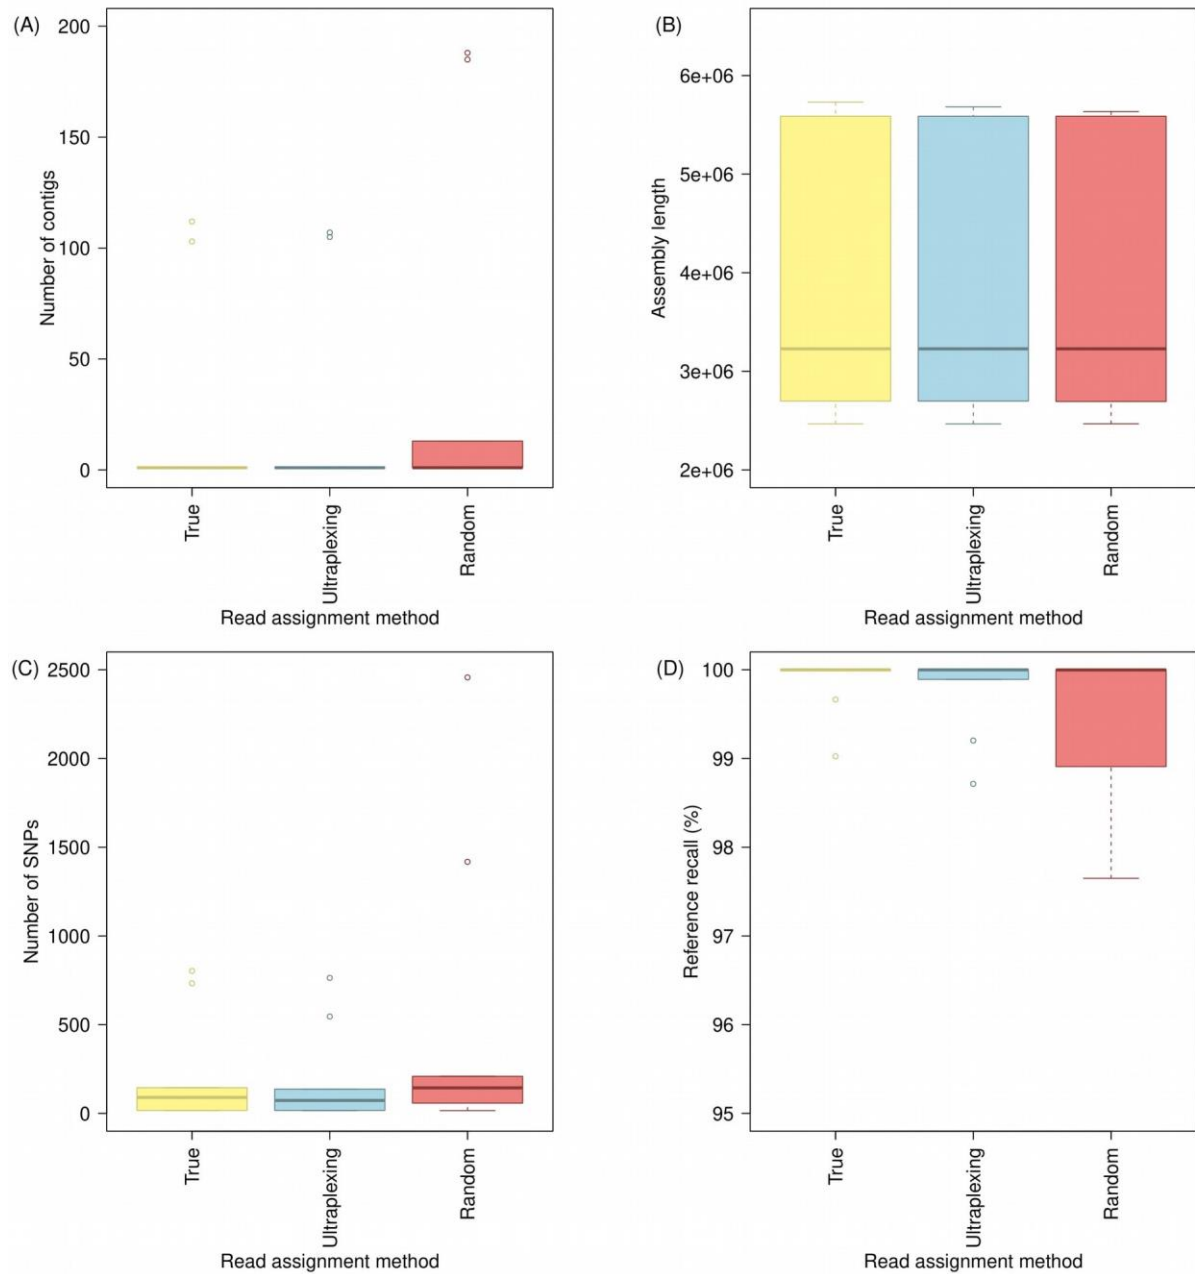 (A)
Number of contigs
200
150
100
50
0
True
Ultraplexing
Random
Read assignment method
(B)
Assembly length
6e+06
5e+06
4e+06
3e+06
2e+06
True
Ultraplexing
Random
Read assignment method
(C)
Number of SNPs
2500
2000
1500
1000
500
0
True
Ultraplexing
Random
Read assignment method
(D)
Reference recall (%)
100
99
98
97
96
95
True
Ultraplexing
Random
Read assignment method